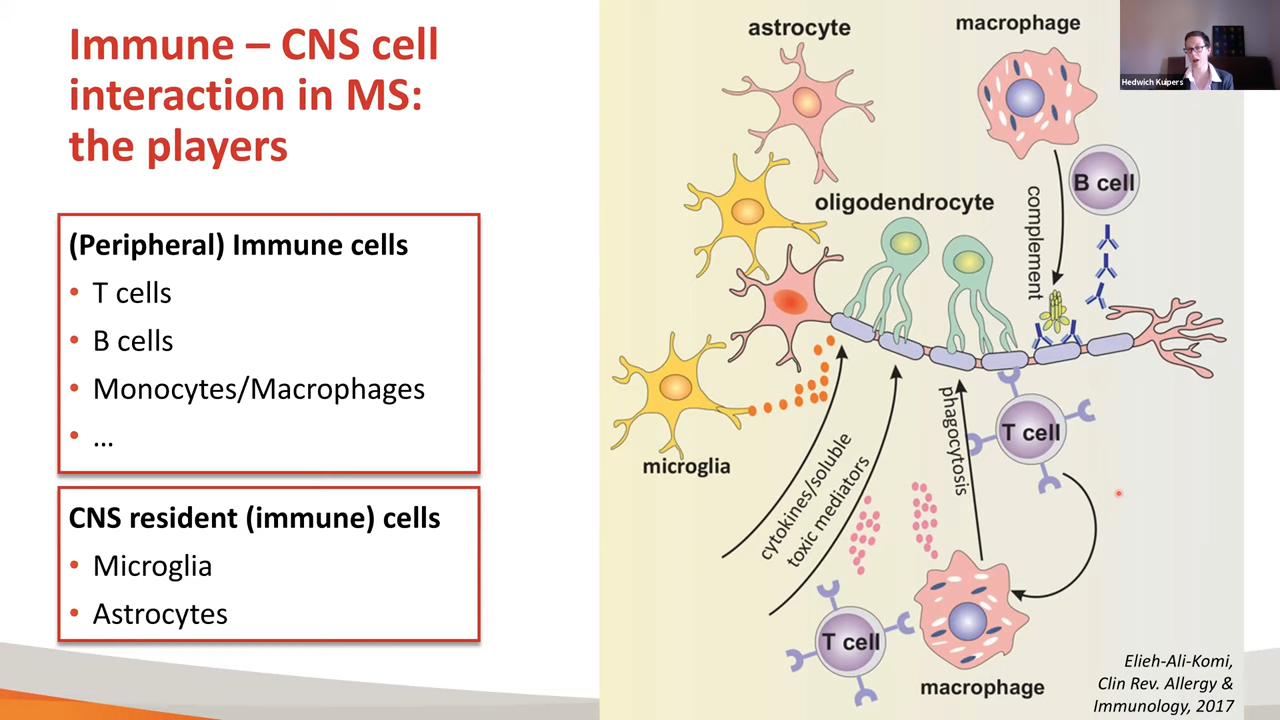 Immune – CNS cell
interaction in MS:
the players
(Peripheral) Immune cells
• T cells
• B cells
• Monocytes/Macrophages
• ...
CNS resident (immune) cells
• Microglia
• Astrocytes
astrocyte
macrophage
B cell
oligodendrocyte
complement
microglia
cytokines/soluble
toxic mediators
phagocytosis
T cell
T cell
macrophage
Elieh-Ali-Komi,
Clin Rev. Allergy &
Immunology, 2017
Hedwich Kuipers